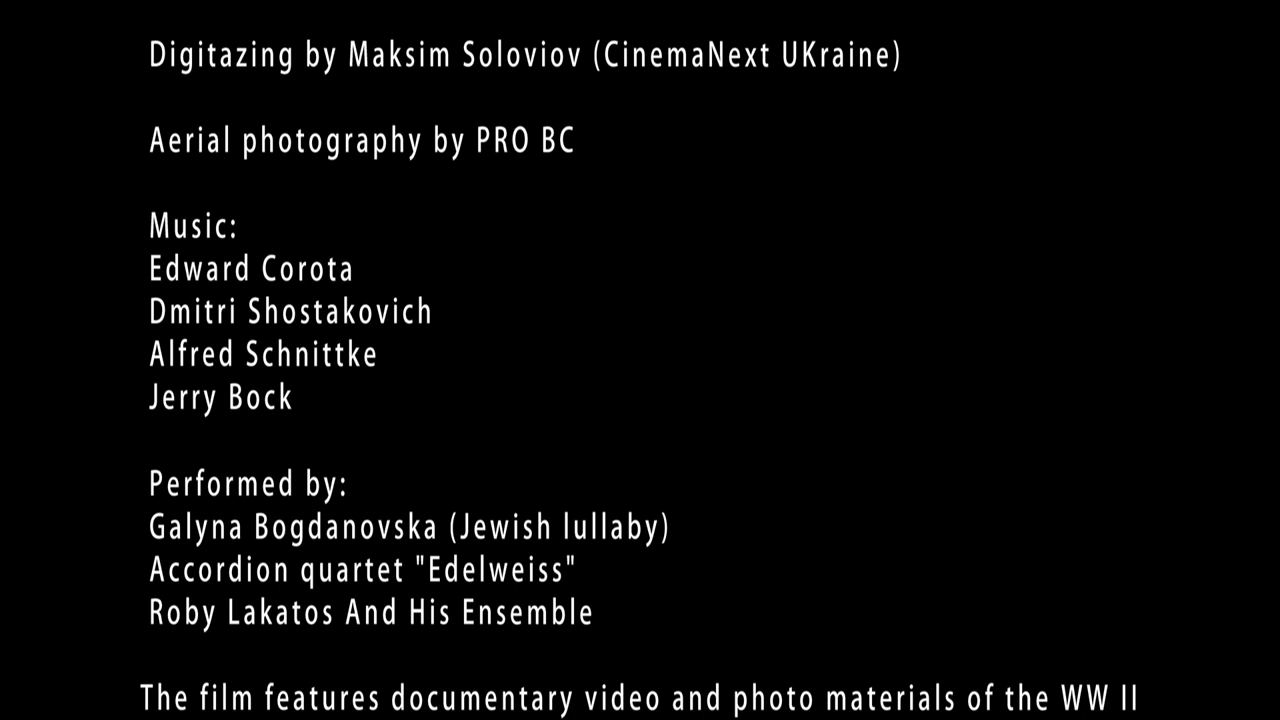 Digitazing by Maksim Soloviov (CinemaNext UKraine)
Aerial photography by PRO BC
Music:
Edward Corota
Dmitri Shostakovich
Alfred Schnittke
Jerry Bock
Performed by:
Galyna Bogdanovska (Jewish lullaby)
Accordion quartet "Edelweiss"
Roby Lakatos And His Ensemble
The film features documentary video and photo materials of the WW II